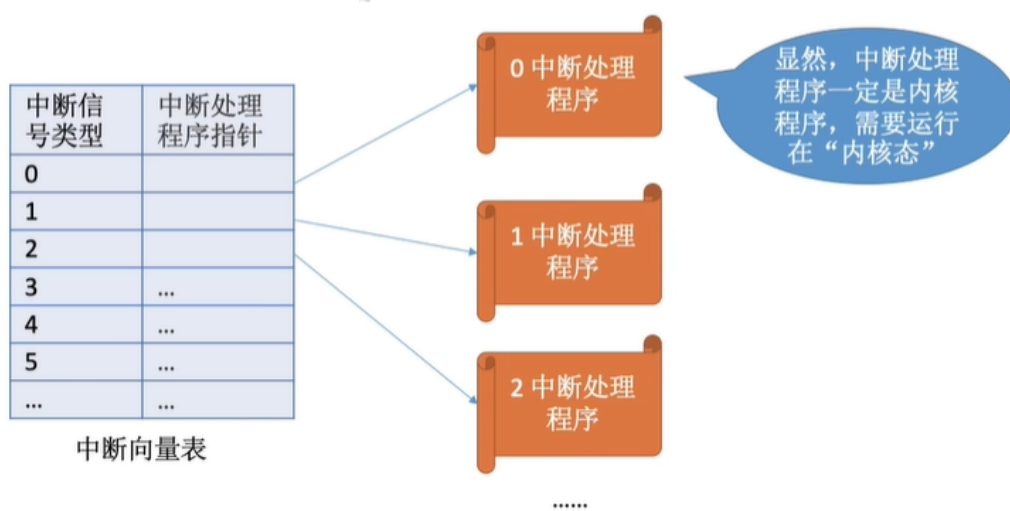 中断信
号类型
中断处理
程序指针
0
1
2
3
...
4
...
5
...
...
...
中断向量表
0 中断处理
程序
1 中断处理
程序
2 中断处理
程序
......
显然，中断处理
程序一定是内核
程序，需要运行
在“内核态”